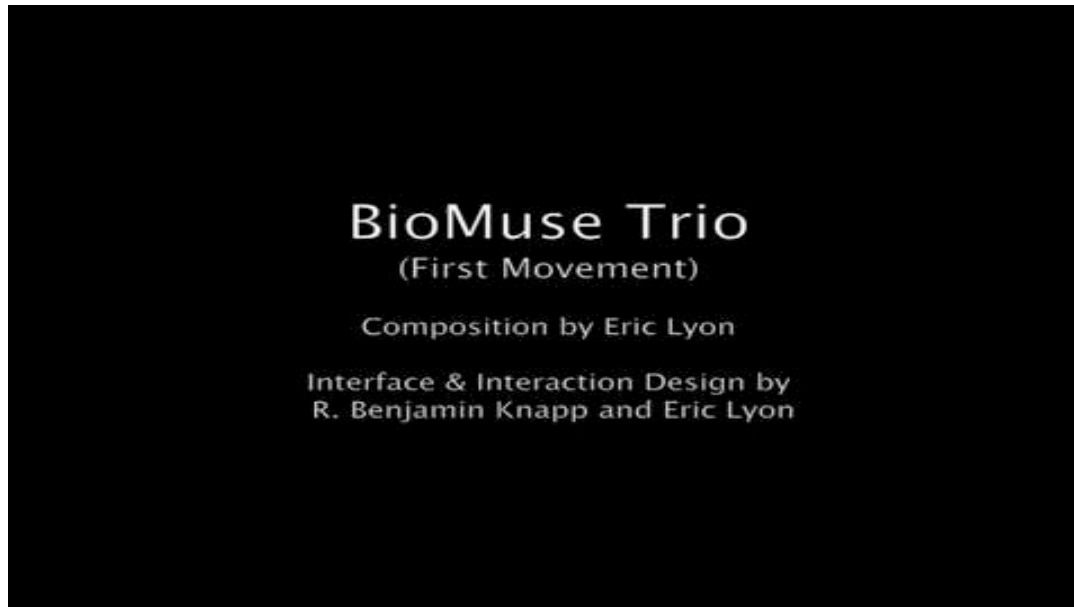 BioMuse Trio
(First Movement)
Composition by Eric Lyon
Interface & Interaction Design by
R. Benjamin Knapp and Eric Lyon